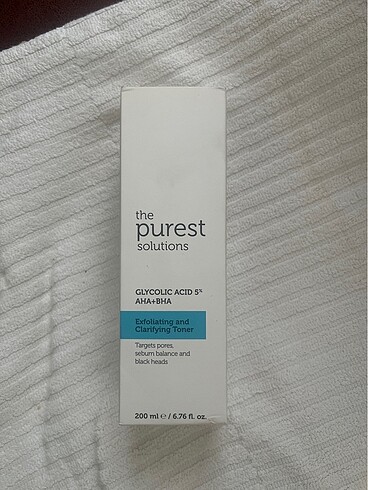 the
purest
solutions
GLYCOLIC ACID 5%
AHA+BHA
Exfoliating and
Clarifying Toner
Targets pores,
sebum balance and
black heads
200 ml ℮ / 6.76 fl. oz.